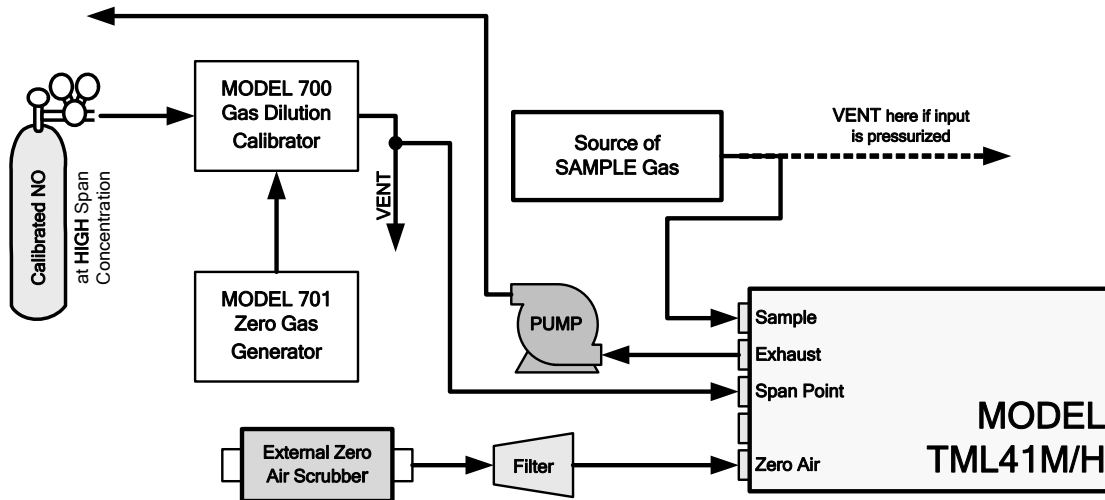 MODEL 700
Gas Dilution
Calibrator
Calibrated NO
at HIGH Span
Concentration
VENT
MODEL 701
Zero Gas
Generator
Source of
SAMPLE Gas
VENT here if input
is pressurized
PUMP
Sample
Exhaust
Span Point
Zero Air
MODEL
TML41M/H
External Zero
Air Scrubber
Filter